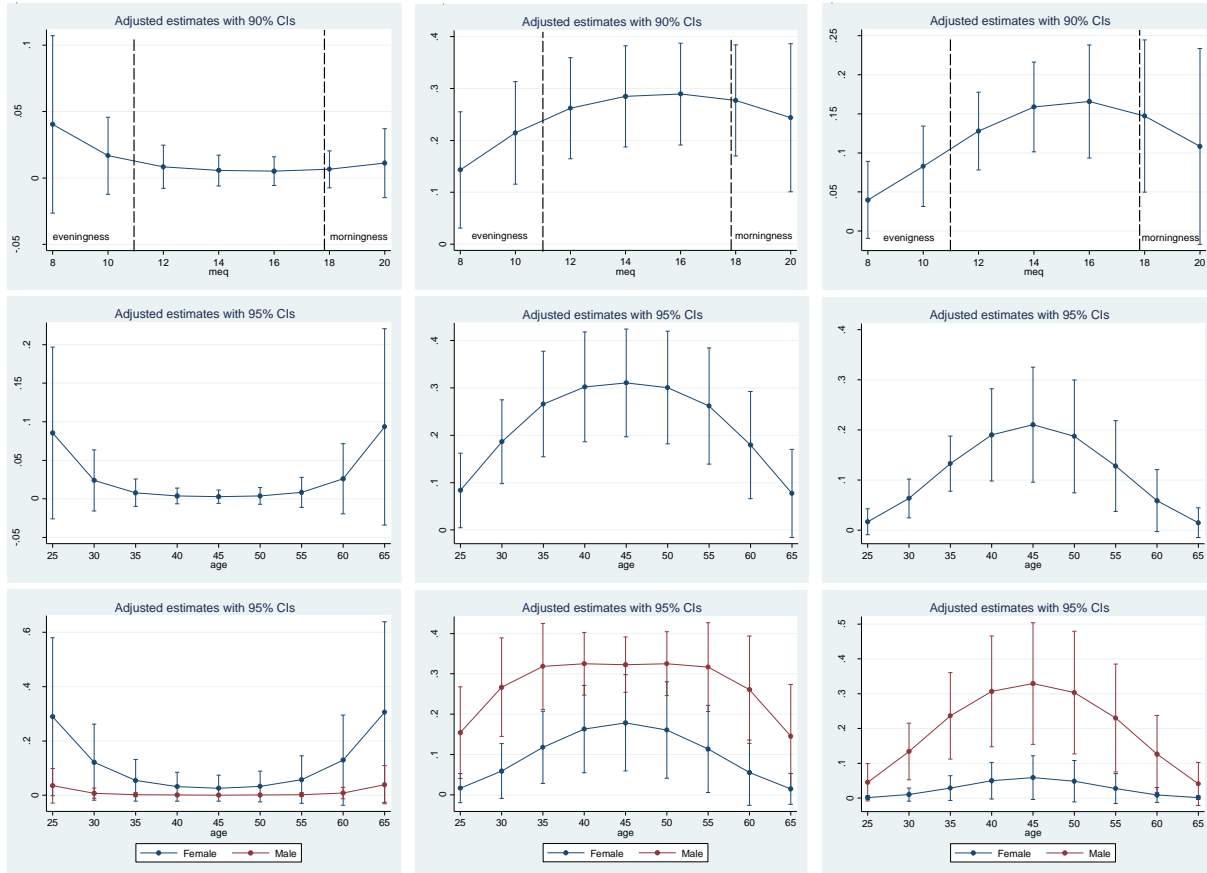 Adjusted estimates with 90% CIs
.1
.05
0
-.05
eveningness
morningness
8 10 12 14 16 18 20
meq
Adjusted estimates with 90% CIs
.4
.3
.2
.1
0
eveningness
morningness
8 10 12 14 16 18 20
meq
Adjusted estimates with 90% CIs
.25
.2
.15
.1
.05
0
evenigness
morningness
8 10 12 14 16 18 20
meq
Adjusted estimates with 95% CIs
.2
.15
.1
.05
0
-.05
25 30 35 40 45 50 55 60 65
age
Adjusted estimates with 95% CIs
.4
.3
.2
.1
0
25 30 35 40 45 50 55 60 65
age
Adjusted estimates with 95% CIs
.4
.3
.2
.1
0
25 30 35 40 45 50 55 60 65
age
Adjusted estimates with 95% CIs
.6
.4
.2
0
25 30 35 40 45 50 55 60 65
age
Female Male
Adjusted estimates with 95% CIs
.4
.3
.2
.1
0
25 30 35 40 45 50 55 60 65
age
Female Male
Adjusted estimates with 95% CIs
.5
.4
.3
.2
.1
0
25 30 35 40 45 50 55 60 65
age
Female Male